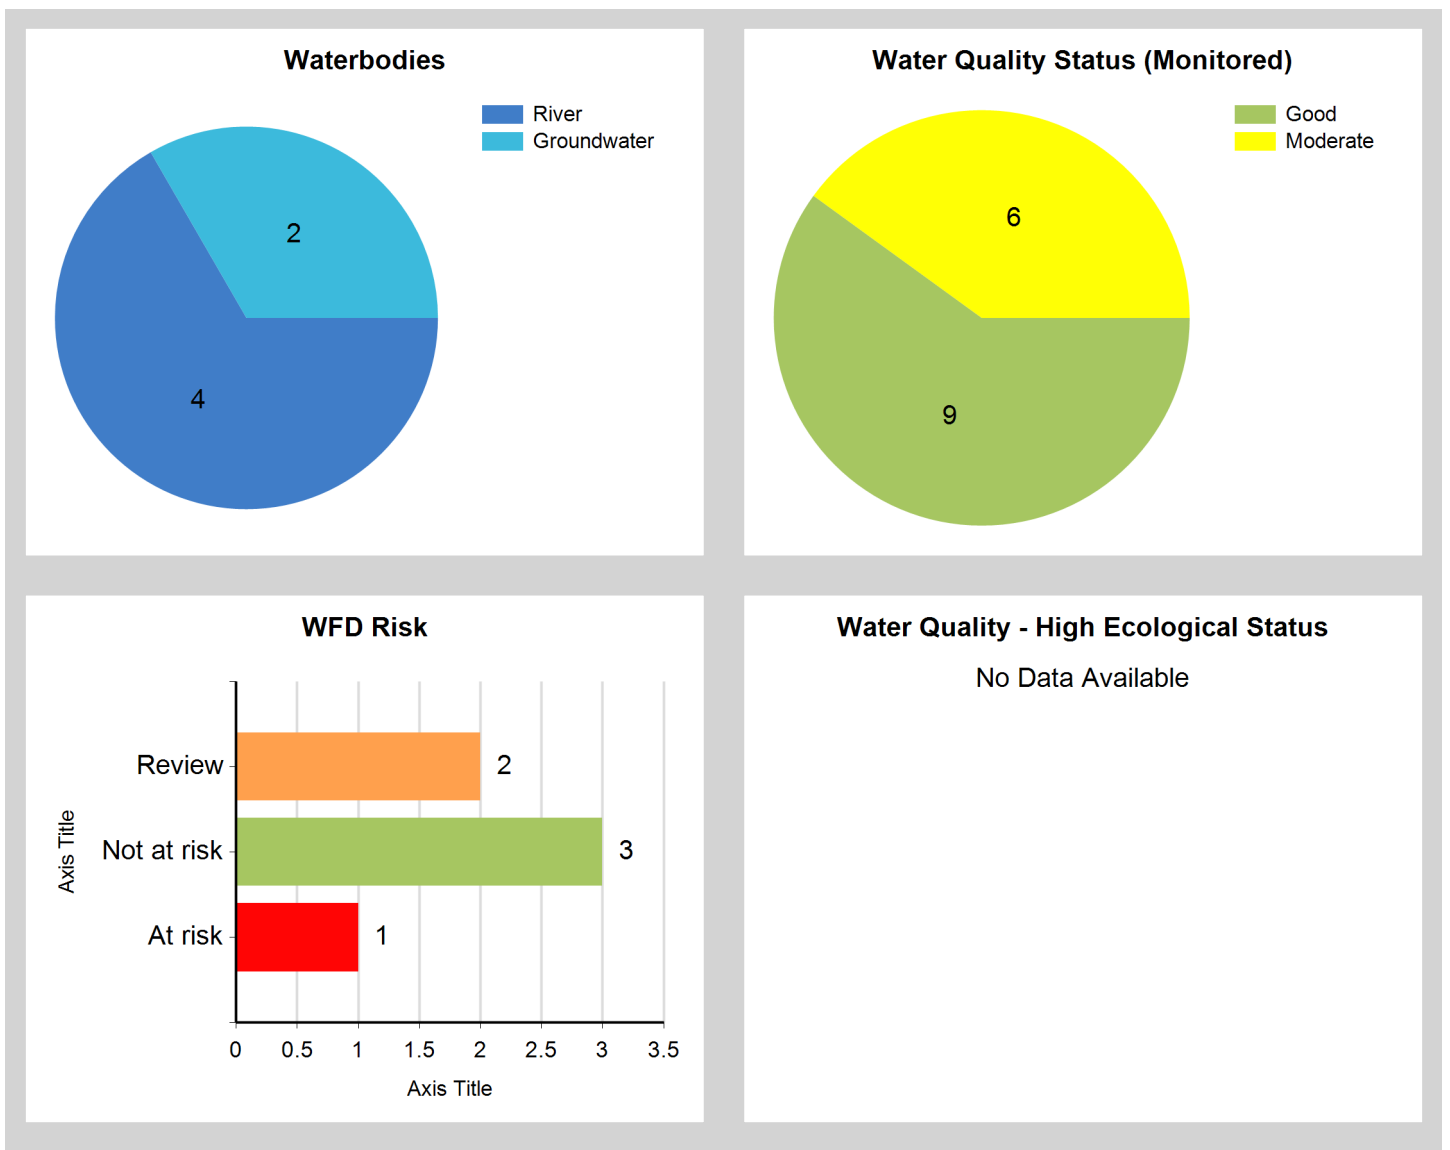 Waterbodies
River
Groundwater
2
4
Water Quality Status (Monitored)
Good
Moderate
6
9
WFD Risk
Axis Title
Review
2
Not at risk
3
At risk
1
0 0.5 1 1.5 2 2.5 3 3.5
Axis Title
Water Quality - High Ecological Status
No Data Available